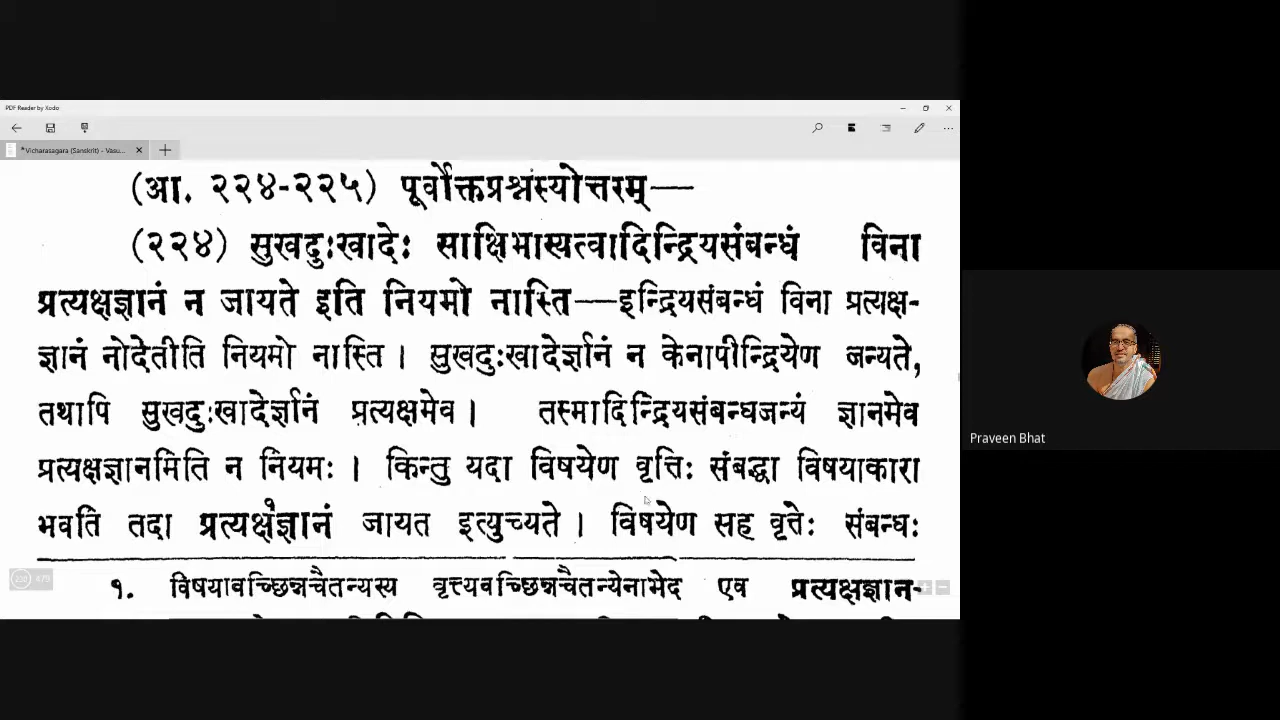 PDF Reader by Xodo
*Vicharasagara (Sanskrit) - Vasu...
(आ. २२४-२२५) पूर्वोक्तप्रश्नस्योत्तरम्—
(२२४) सुखदुःखादेः साक्षिभास्यत्वादिन्द्रियसंबन्धं विना
प्रत्यक्षज्ञानं न जायते इति नियमो नास्ति—इन्द्रियसंबन्धं विना प्रत्यक्ष-
ज्ञानं नोदेतीति नियमो नास्ति । सुखदुःखादेर्ज्ञानं न केनापीन्द्रियेण जन्यते,
तथापि सुखदुःखादेर्ज्ञानं प्रत्यक्षमेव । तस्मादिन्द्रियसंबन्धजन्यं ज्ञानमेव
प्रत्यक्षज्ञानमिति न नियमः । किन्तु यदा विषयेण वृत्तिः संबद्धा विषयाकारा
भवति तदा प्रत्यक्षज्ञानं१ जायत इत्युच्यते । विषयेण सह वृत्तेः संबन्धः
१. विषयावच्छिन्नचैतन्यस्य वृत्त्यवच्छिन्नचैतन्येनाभेद एव प्रत्यक्षज्ञान-
Praveen Bhat